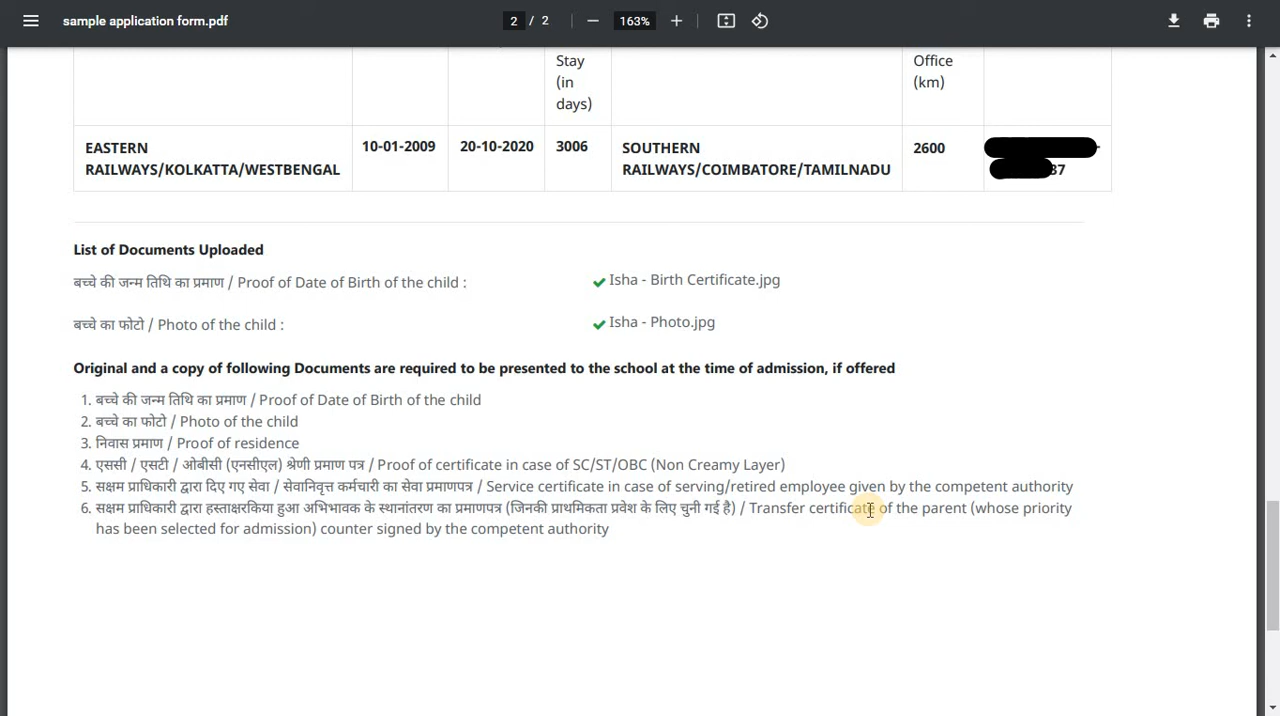 sample application form.pdf
2 / 2
163%
Stay
(in
days)
Office
(km)
EASTERN
RAILWAYS/KOLKATTA/WESTBENGAL
10-01-2009
20-10-2020
3006
SOUTHERN
RAILWAYS/COIMBATORE/TAMILNADU
2600
37
List of Documents Uploaded
बच्चे की जन्म तिथि का प्रमाण / Proof of Date of Birth of the child :
Isha - Birth Certificate.jpg
बच्चे का फोटो / Photo of the child :
Isha - Photo.jpg
Original and a copy of following Documents are required to be presented to the school at the time of admission, if offered
1. बच्चे की जन्म तिथि का प्रमाण / Proof of Date of Birth of the child
2. बच्चे का फोटो / Photo of the child
3. निवास प्रमाण / Proof of residence
4. एससी / एसटी / ओबीसी (एनसीएल) श्रेणी प्रमाण पत्र / Proof of certificate in case of SC/ST/OBC (Non Creamy Layer)
5. सक्षम प्राधिकारी द्वारा दिए गए सेवा / सेवानिवृत्त कर्मचारी का सेवा प्रमाणपत्र / Service certificate in case of serving/retired employee given by the competent authority
6. सक्षम प्राधिकारी द्वारा हस्ताक्षरकिया हुआ अभिभावक के स्थानांतरण का प्रमाणपत्र (जिनकी प्राथमिकता प्रवेश के लिए चुनी गई है) / Transfer certificate of the parent (whose priority
has been selected for admission) counter signed by the competent authority